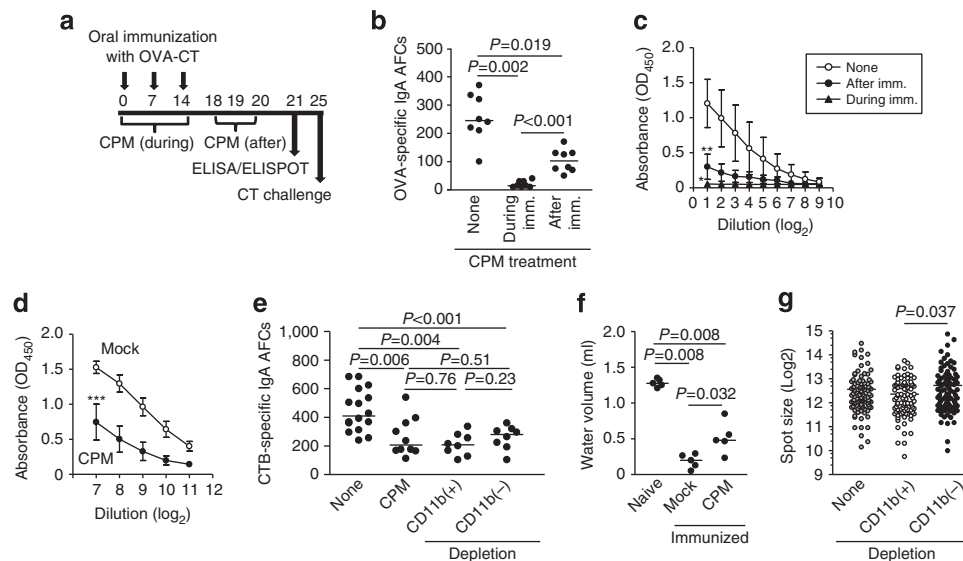 a
Oral immunization
with OVA-CT
0 7 14 18 19 20 21 25
CPM (during) CPM (after)
ELISA/ELISPOT
CT challenge
b
OVA-specific IgA AFCs
500
400
300
200
100
0
P=0.019
P=0.002
P<0.001
None
During
imm.
After
imm.
CPM treatment
c
Absorbance (OD450)
2.0
1.5
1.0
0.5
0
**
*
0 1 2 3 4 5 6 7 8 9 10
Dilution (log2)
None
After imm.
During imm.
d
Absorbance (OD450)
2.0
1.5
1.0
0.5
0
Mock
***
CPM
7 8 9 10 11 12
Dilution (log2)
e
CTB-specific IgA AFCs
1,000
800
600
400
200
0
P<0.001
P=0.004
P=0.006 P=0.51
P=0.76 P=0.23
None
CPM
CD11b(+)
CD11b(−)
Depletion
f
Water volume (ml)
2.0
1.5
1.0
0.5
0
P=0.008
P=0.008
P=0.032
Naive
Mock
CPM
Immunized
g
Spot size (Log2)
15
14
13
12
11
10
9
P=0.037
None
CD11b(+)
CD11b(−)
Depletion